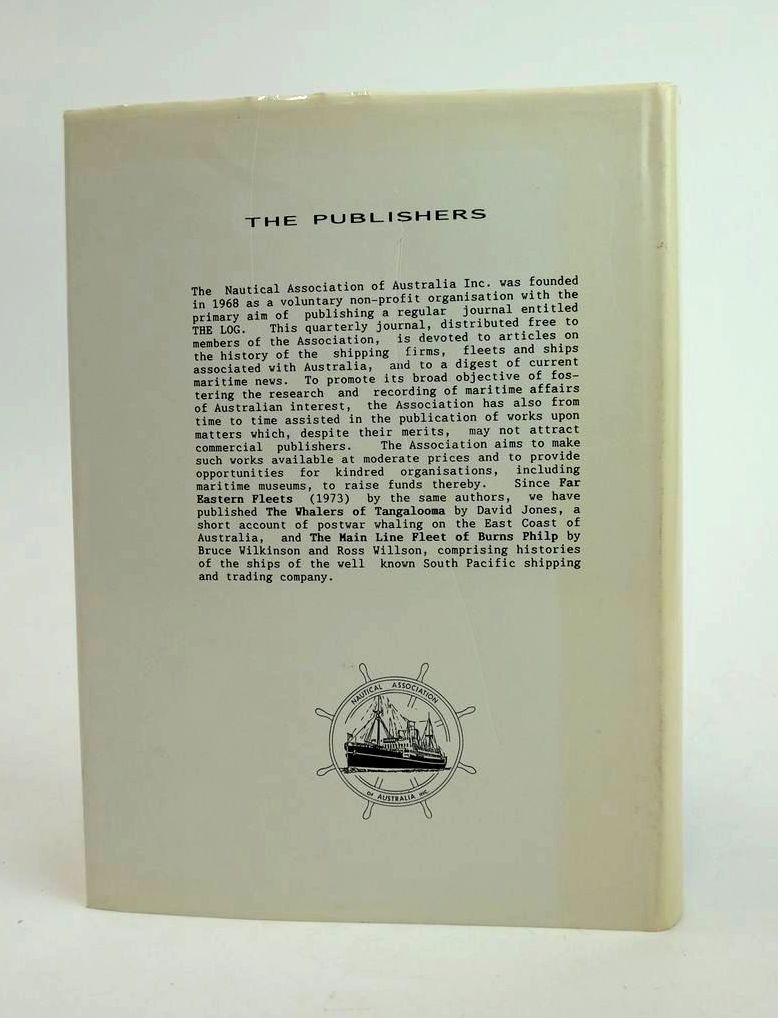 THE PUBLISHERS
The Nautical Association of Australia Inc. was founded
in 1968 as a voluntary non-profit organisation with the
primary aim of publishing a regular journal entitled
THE LOG. This quarterly journal, distributed free to
members of the Association, is devoted to articles on
the history of the shipping firms, fleets and ships
associated with Australia, and to a digest of current
maritime news. To promote its broad objective of fos-
tering the research and recording of maritime affairs
of Australian interest, the Association has also from
time to time assisted in the publication of works upon
matters which, despite their merits, may not attract
commercial publishers. The Association aims to make
such works available at moderate prices and to provide
opportunities for kindred organisations, including
maritime museums, to raise funds thereby. Since Far
Eastern Fleets (1973) by the same authors, we have
published The Whalers of Tangalooma by David Jones, a
short account of postwar whaling on the East Coast of
Australia, and The Main Line Fleet of Burns Philp by
Bruce Wilkinson and Ross Willson, comprising histories
of the ships of the well known South Pacific shipping
and trading company.
NAUTICAL ASSOCIATION
OF AUSTRALIA INC.